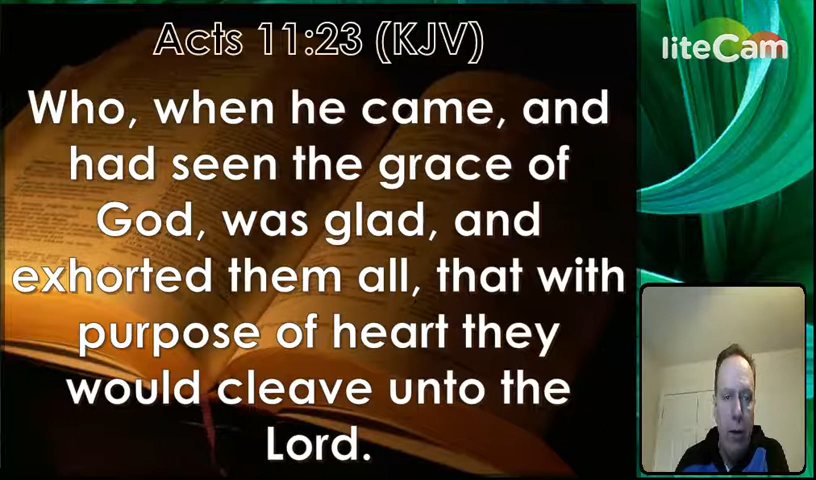 Acts 11:23 (KJV)
liteCam
Who, when he came, and
had seen the grace of
God, was glad, and
exhorted them all, that with
purpose of heart they
would cleave unto the
Lord.